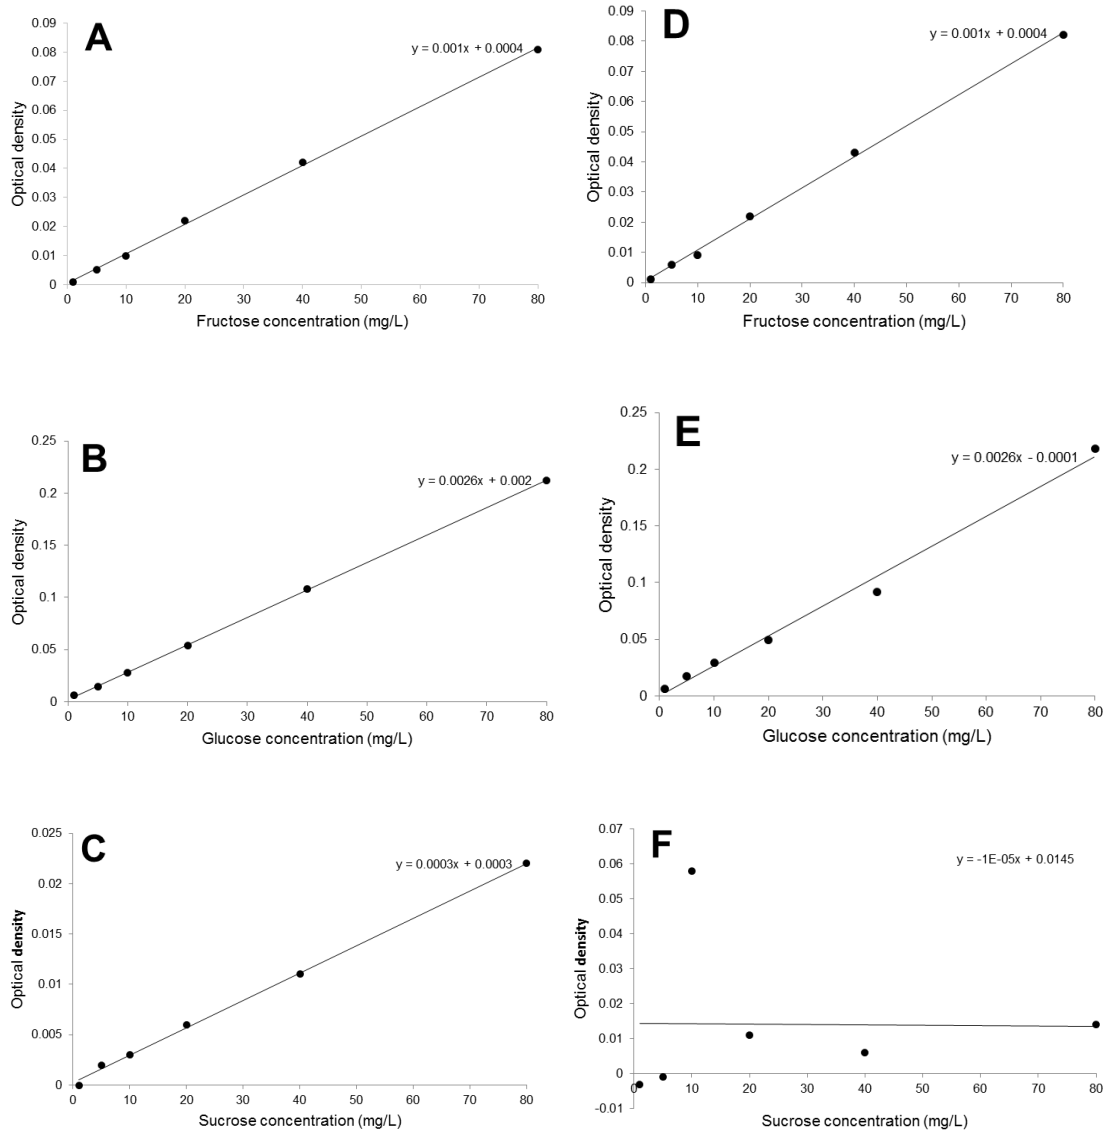 A
y = 0.001x + 0.0004
Optical density
0.09
0.08
0.07
0.06
0.05
0.04
0.03
0.02
0.01
0
0 10 20 30 40 50 60 70 80
Fructose concentration (mg/L)
D
y = 0.001x + 0.0004
Optical density
0.09
0.08
0.07
0.06
0.05
0.04
0.03
0.02
0.01
0
0 10 20 30 40 50 60 70 80
Fructose concentration (mg/L)
B
y = 0.0026x + 0.002
Optical density
0.25
0.2
0.15
0.1
0.05
0
0 10 20 30 40 50 60 70 80
Glucose concentration (mg/L)
E
y = 0.0026x - 0.0001
Optical density
0.25
0.2
0.15
0.1
0.05
0
0 10 20 30 40 50 60 70 80
Glucose concentration (mg/L)
C
y = 0.0003x + 0.0003
Optical density
0.025
0.02
0.015
0.01
0.005
0
0 10 20 30 40 50 60 70 80
Sucrose concentration (mg/L)
F
y = -1E-05x + 0.0145
Optical density
0.07
0.06
0.05
0.04
0.03
0.02
0.01
0
-0.01
0 10 20 30 40 50 60 70 80
Sucrose concentration (mg/L)